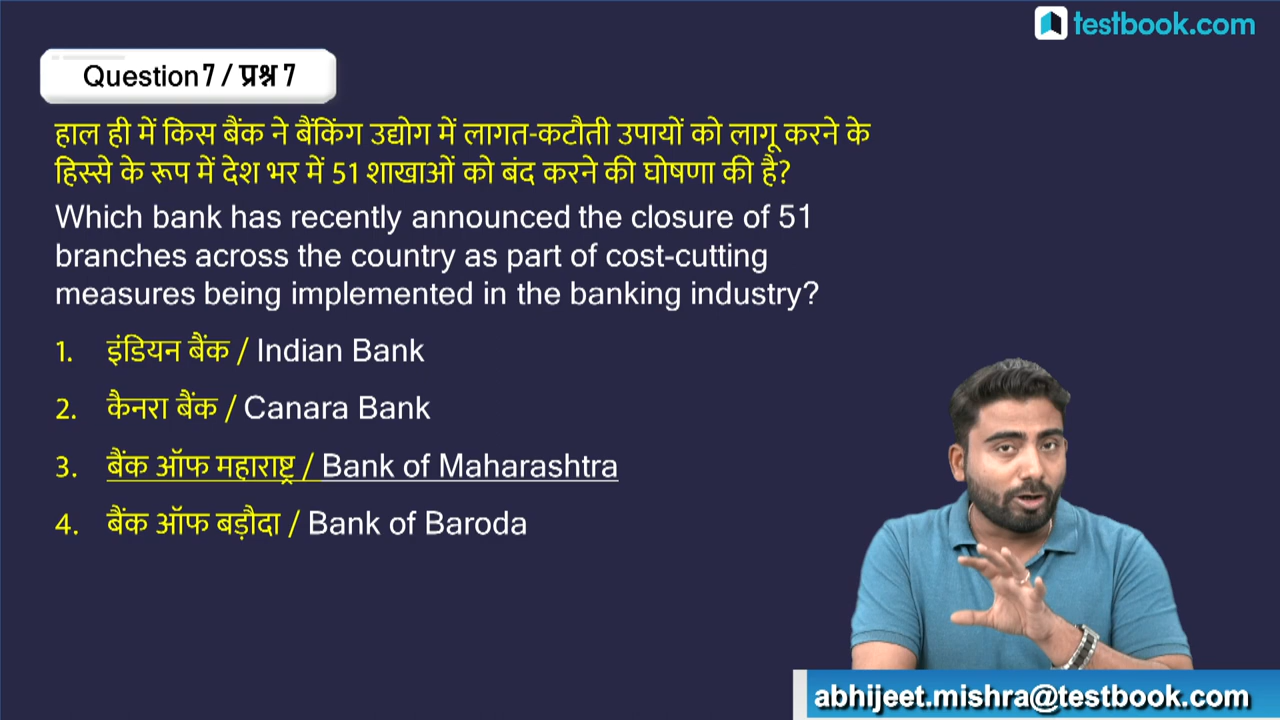 testbook.com
Question 7 / प्रश्न 7
हाल ही में किस बैंक ने बैंकिंग उद्योग में लागत-कटौती उपायों को लागू करने के
हिस्से के रूप में देश भर में 51 शाखाओं को बंद करने की घोषणा की है?
Which bank has recently announced the closure of 51
branches across the country as part of cost-cutting
measures being implemented in the banking industry?
1. इंडियन बैंक / Indian Bank
2. कैनरा बैंक / Canara Bank
3. बैंक ऑफ महाराष्ट्र / Bank of Maharashtra
4. बैंक ऑफ बड़ौदा / Bank of Baroda
abhijeet.mishra@testbook.com